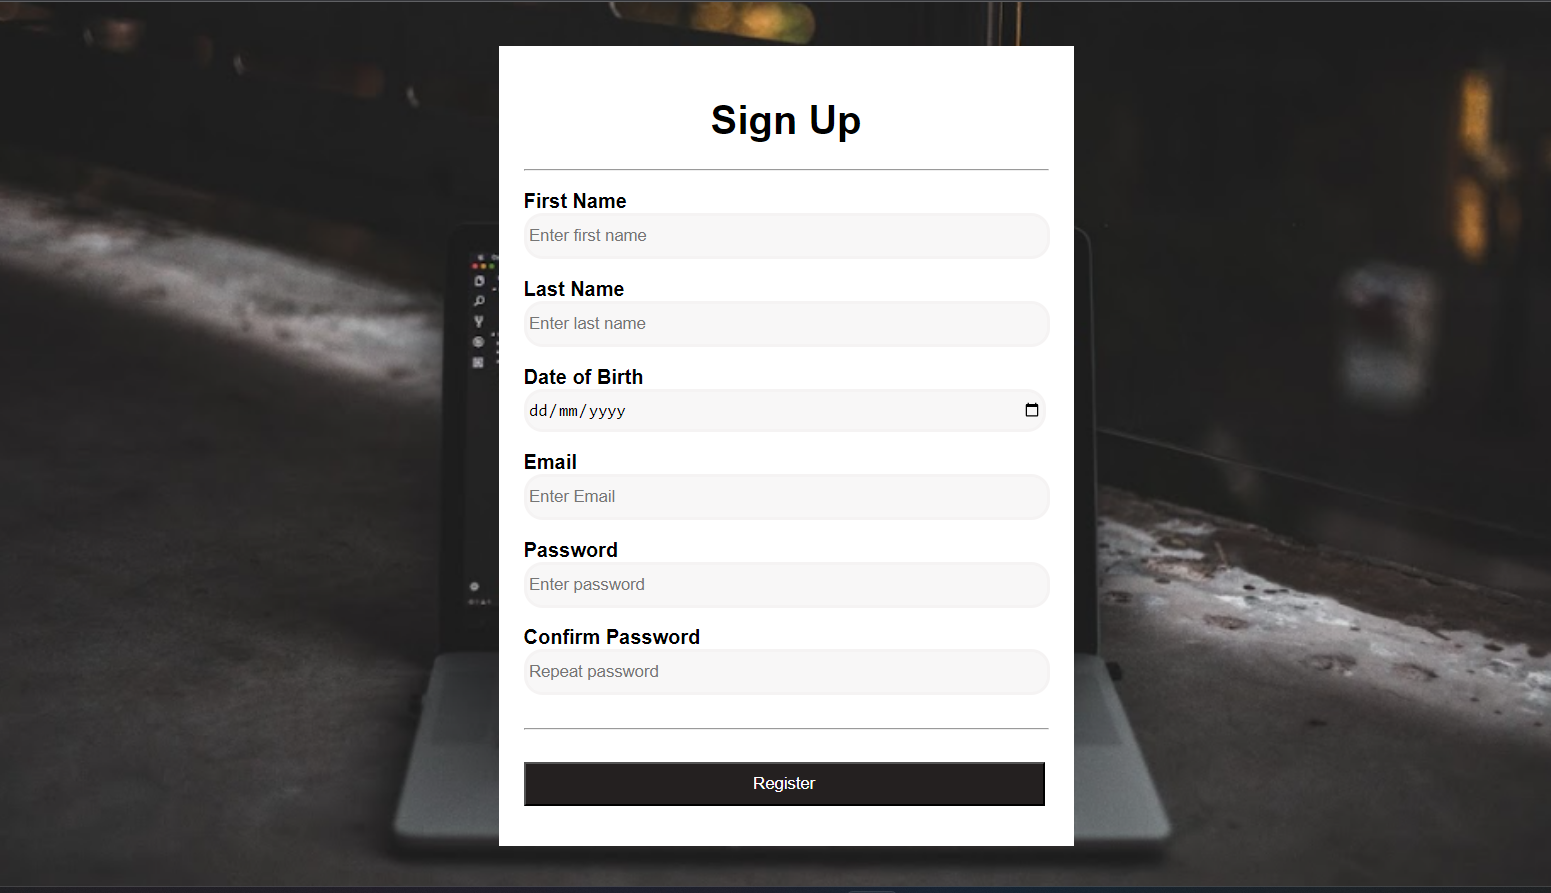 Sign Up
First Name
Enter first name
Last Name
Enter last name
Date of Birth
dd/mm/yyyy
Email
Enter Email
Password
Enter password
Confirm Password
Repeat password
Register